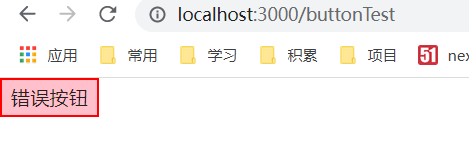 localhost:3000/buttonTest
应用 常用 学习 积累 项目 51 nex
错误按钮